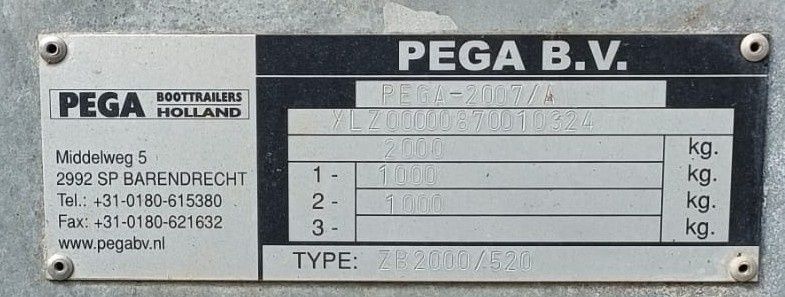 PEGA BOOTTRAILERS HOLLAND
Middelweg 5
2992 SP BARENDRECHT
Tel.: +31-0180-615380
Fax: +31-0180-621632
www.pegabv.nl
PEGA B.V.
PEGA-2007/A
XLZ00000870010324
2000 kg.
1 - 1000 kg.
2 - 1000 kg.
3 - kg.
TYPE: ZB2000/520